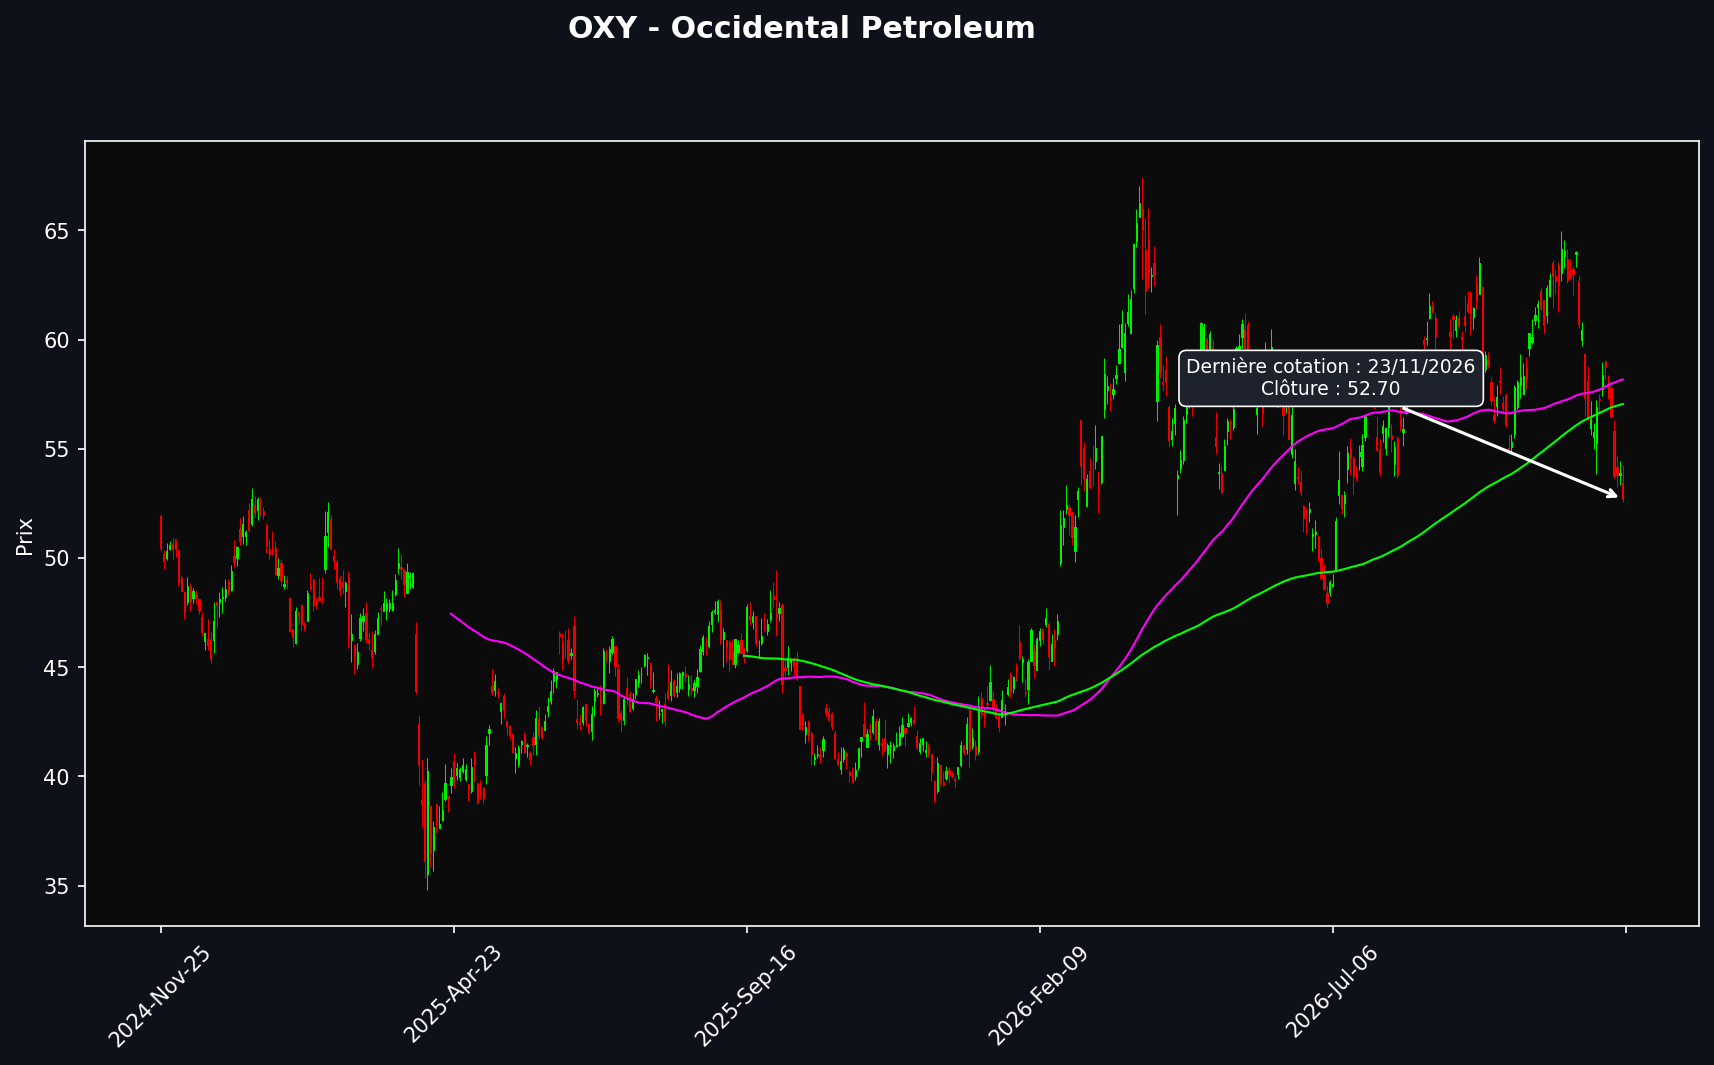 OXY - Occidental Petroleum
65
60
55
50
45
40
35
Prix
Dernière cotation : 23/11/2026
Clôture : 52.70
2024-Nov-25
2025-Apr-23
2025-Sep-16
2026-Feb-09
2026-Jul-06